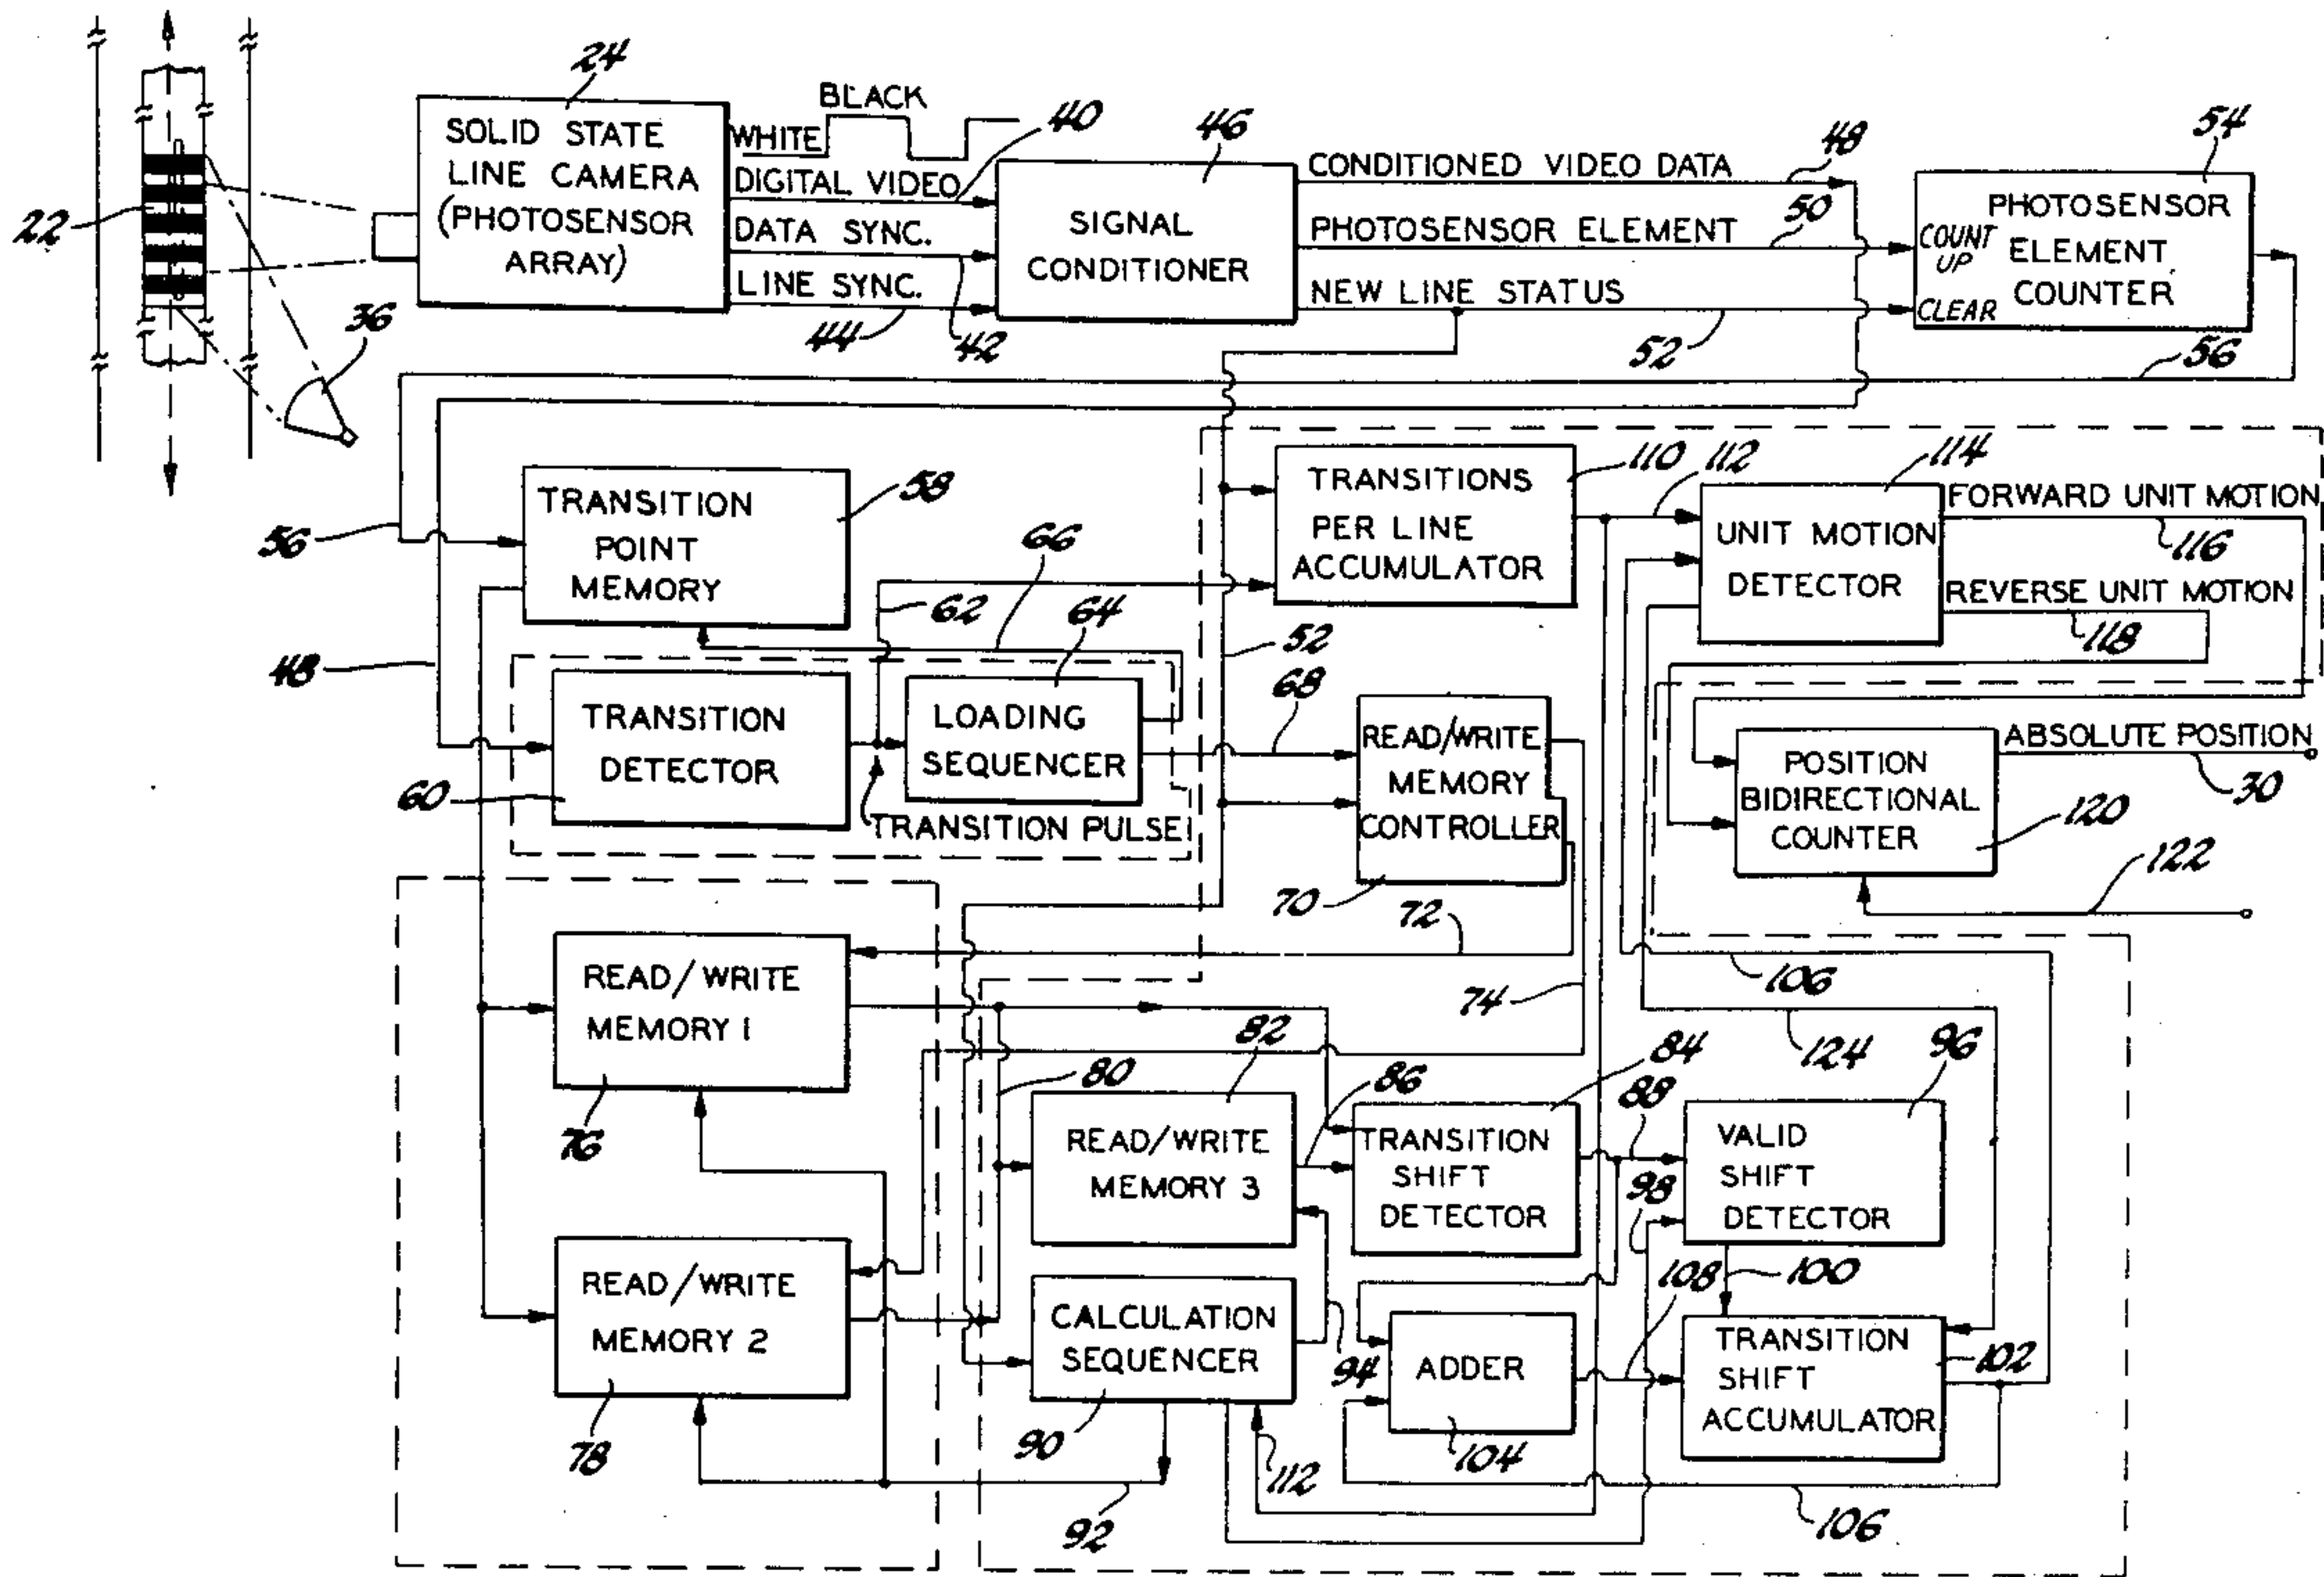 24
BLACK
WHITE
40
46
48
54
SOLID STATE
LINE CAMERA
(PHOTOSENSOR
ARRAY)
DIGITAL VIDEO
DATA SYNC.
LINE SYNC.
44
42
SIGNAL
CONDITIONER
CONDITIONED VIDEO DATA
PHOTOSENSOR ELEMENT
50
NEW LINE STATUS
52
COUNT
UP
CLEAR
PHOTOSENSOR
ELEMENT
COUNTER
56
22
36
TRANSITION
POINT
MEMORY
58
56
66
62
64
48
TRANSITION
DETECTOR
60
LOADING
SEQUENCER
TRANSITION PULSE
52
68
TRANSITIONS
PER LINE
ACCUMULATOR
110
112
114
UNIT MOTION
DETECTOR
FORWARD UNIT MOTION
116
REVERSE UNIT MOTION
118
READ/WRITE
MEMORY
CONTROLLER
70
72
74
POSITION
BIDIRECTIONAL
COUNTER
ABSOLUTE POSITION
30
120
122
106
124
READ/WRITE
MEMORY 1
76
80
82
READ/WRITE
MEMORY 3
86
84
TRANSITION
SHIFT
DETECTOR
88
96
VALID
SHIFT
DETECTOR
98
100
READ/WRITE
MEMORY 2
78
CALCULATION
SEQUENCER
90
92
94
112
ADDER
104
108
TRANSITION
SHIFT
ACCUMULATOR
102
106